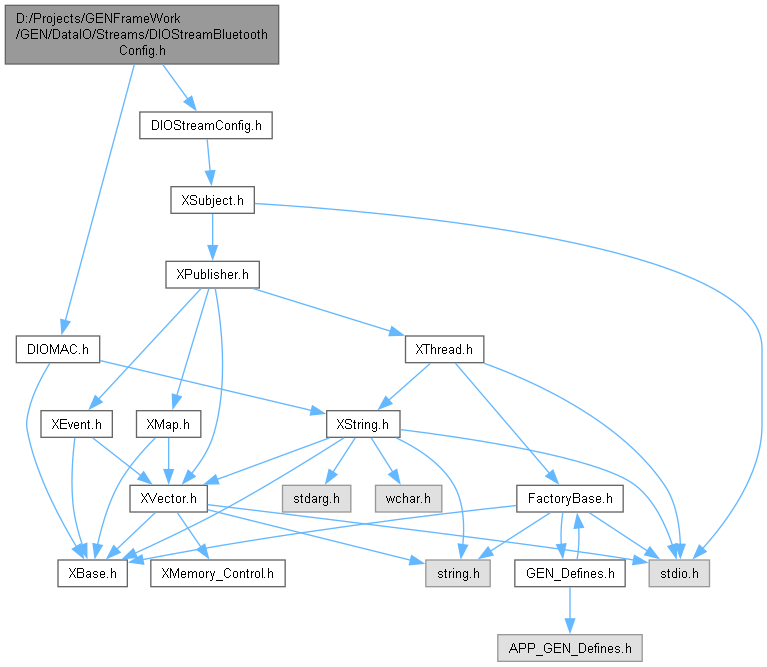 D:/Projects/GENFrameWork
/GEN/DataIO/Streams/DIOStreamBluetooth
Config.h
DIOStreamConfig.h
XSubject.h
XPublisher.h
DIOMAC.h
XThread.h
XEvent.h
XMap.h
XString.h
XVector.h
stdarg.h
wchar.h
FactoryBase.h
XBase.h
XMemory_Control.h
string.h
GEN_Defines.h
stdio.h
APP_GEN_Defines.h